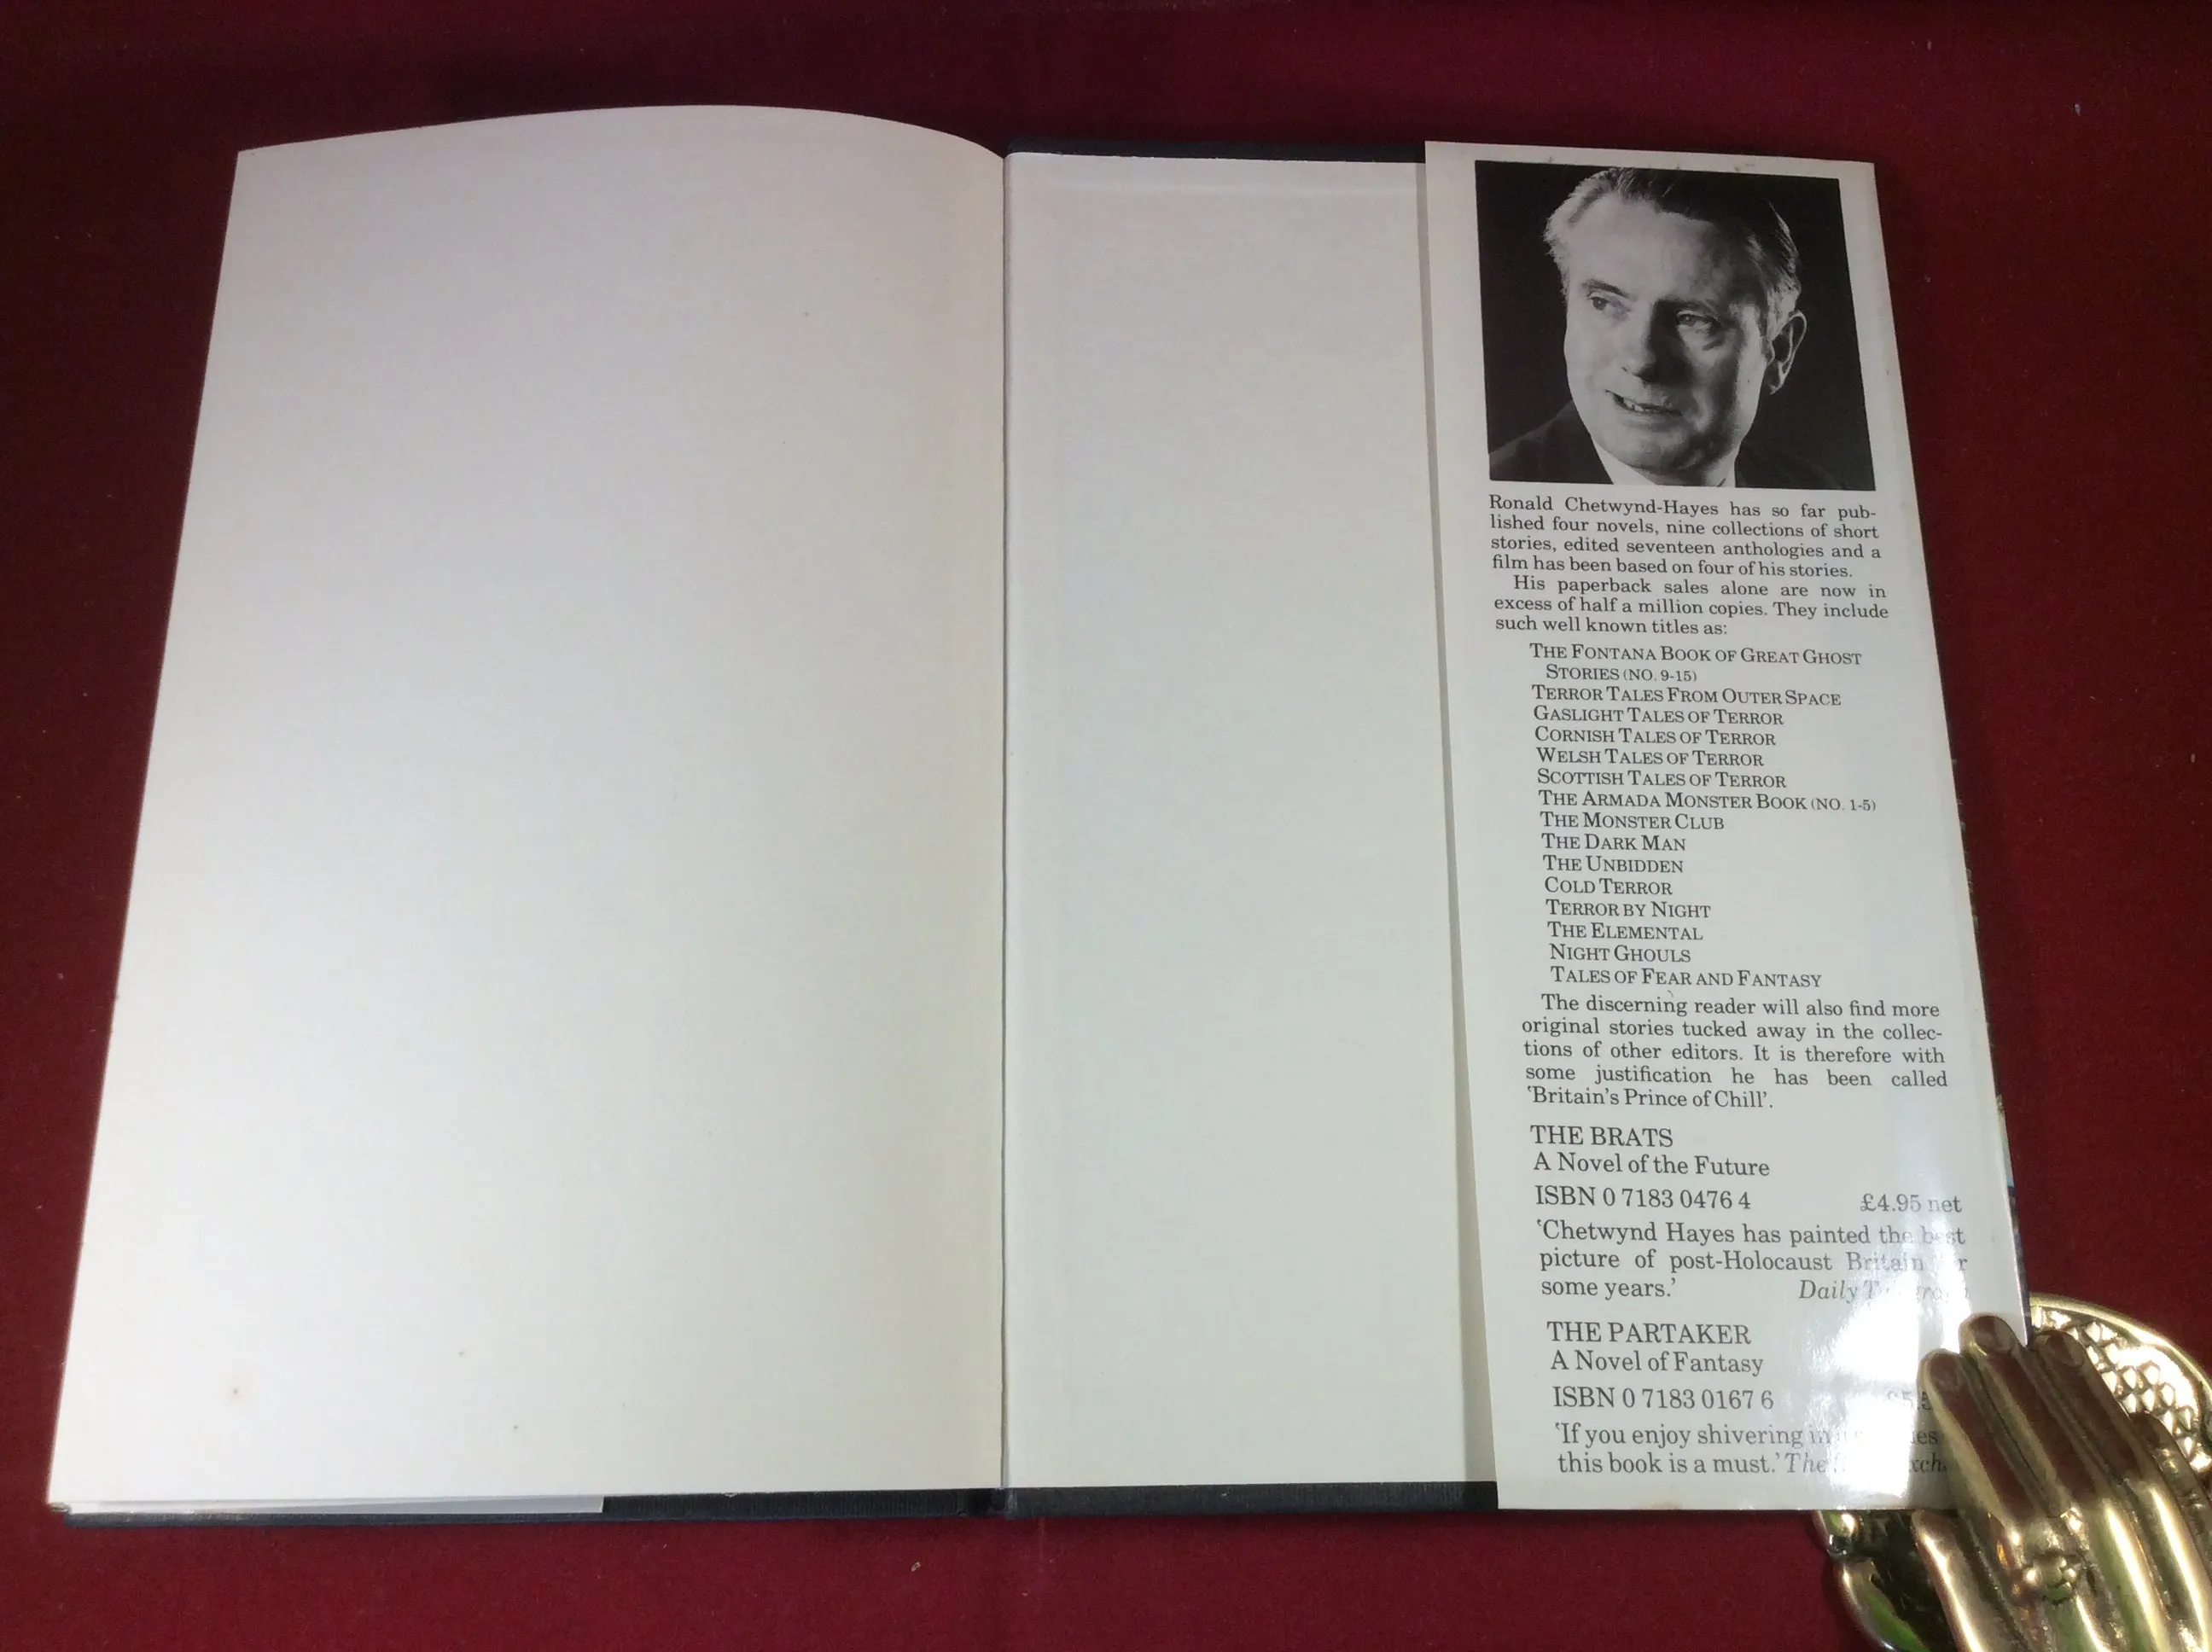 Ronald Chetwynd-Hayes has so far pub-
lished four novels, nine collections of short
stories, edited seventeen anthologies and a
film has been based on four of his stories.
His paperback sales alone are now in
excess of half a million copies. They include
such well known titles as:
THE FONTANA BOOK OF GREAT GHOST
STORIES (NO. 9-15)
TERROR TALES FROM OUTER SPACE
GASLIGHT TALES OF TERROR
CORNISH TALES OF TERROR
WELSH TALES OF TERROR
SCOTTISH TALES OF TERROR
THE ARMADA MONSTER BOOK (NO. 1-5)
THE MONSTER CLUB
THE DARK MAN
THE UNBIDDEN
COLD TERROR
TERROR BY NIGHT
THE ELEMENTAL
NIGHT GHOULS
TALES OF FEAR AND FANTASY
The discerning reader will also find more
original stories tucked away in the collec-
tions of other editors. It is therefore with
some justification he has been called
‘Britain’s Prince of Chill’.
THE BRATS
A Novel of the Future
ISBN 0 7183 0476 4 £4.95 net
‘Chetwynd Hayes has painted the best
picture of post-Holocaust Britain
some years.’ Daily
THE PARTAKER
A Novel of Fantasy
ISBN 0 7183 0167 6
‘If you enjoy shivering
this book is a must.’ The